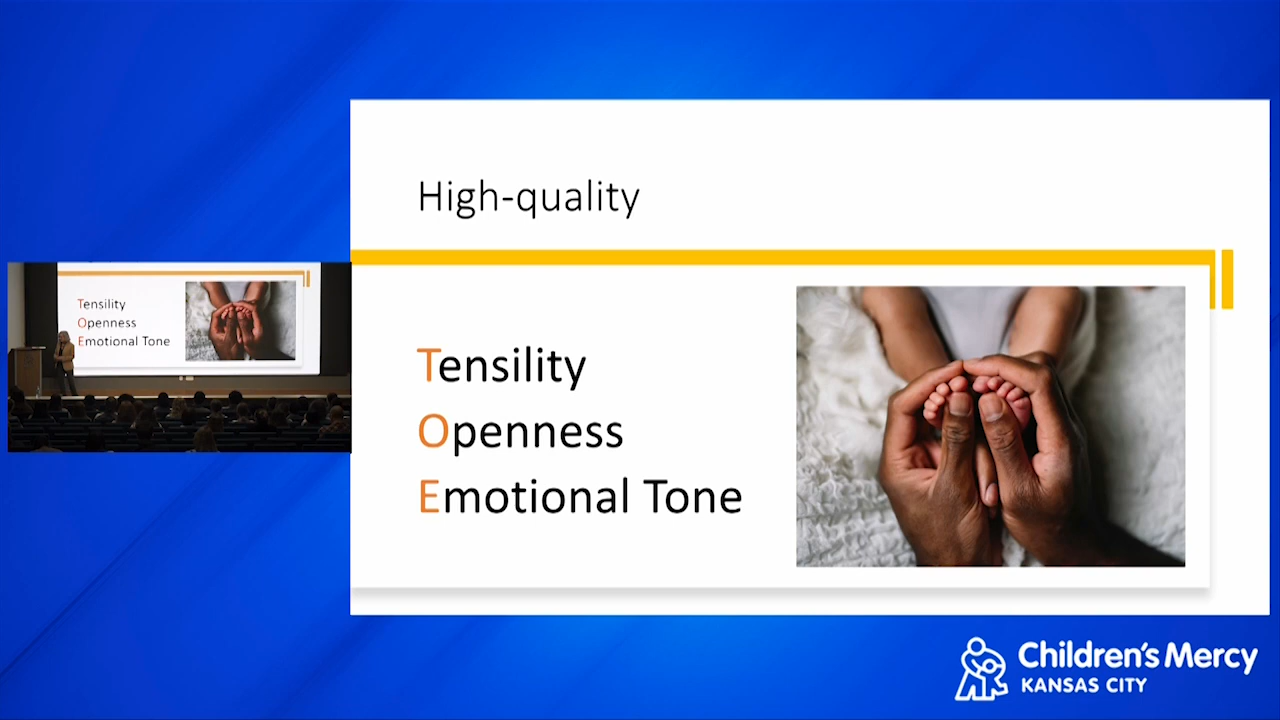 High-quality
Tensility
Openness
Emotional Tone
Tensility
Openness
Emotional Tone
Children's Mercy
KANSAS CITY